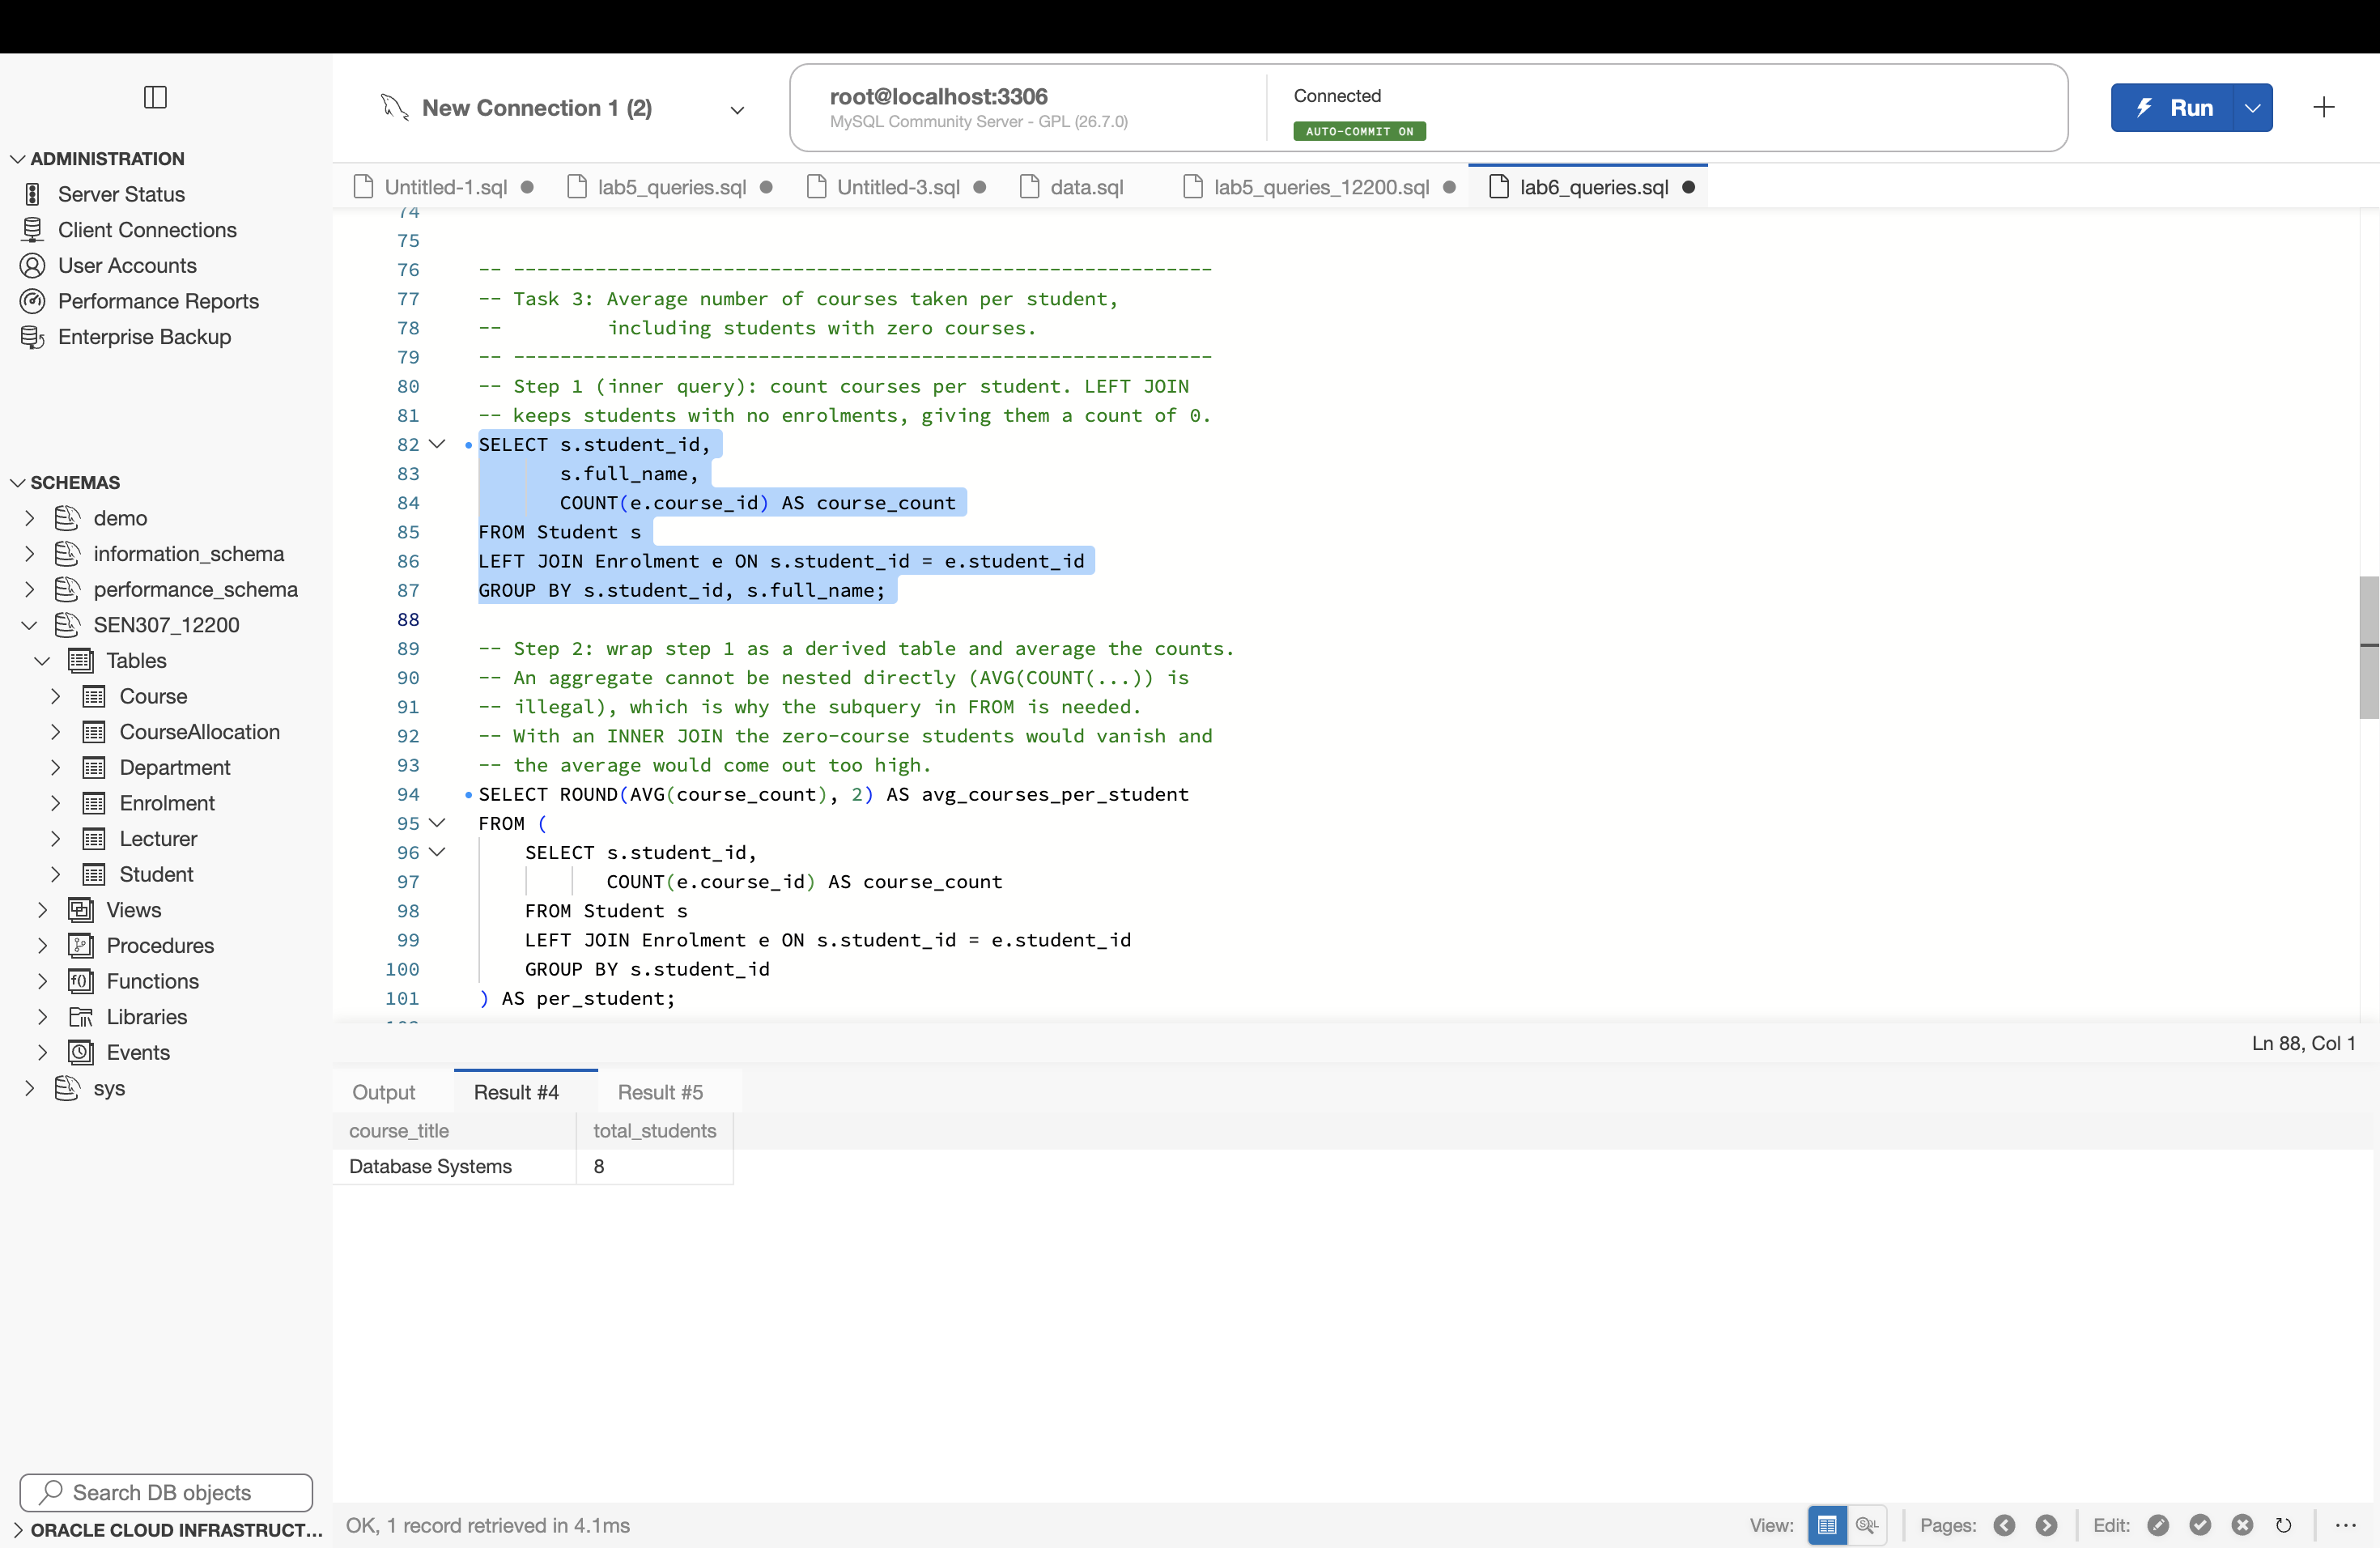 New Connection 1 (2)
root@localhost:3306
MySQL Community Server - GPL (26.7.0)
Connected
AUTO-COMMIT ON
Run
ADMINISTRATION
Server Status
Client Connections
User Accounts
Performance Reports
Enterprise Backup
SCHEMAS
demo
information_schema
performance_schema
SEN307_12200
Tables
Course
CourseAllocation
Department
Enrolment
Lecturer
Student
Views
Procedures
Functions
Libraries
Events
sys
Search DB objects
ORACLE CLOUD INFRASTRUCT...
Untitled-1.sql
lab5_queries.sql
Untitled-3.sql
data.sql
lab5_queries_12200.sql
lab6_queries.sql
74
75
76 -- ------------------------------------------------------------
77 -- Task 3: Average number of courses taken per student,
78 --         including students with zero courses.
79 -- ------------------------------------------------------------
80 -- Step 1 (inner query): count courses per student. LEFT JOIN
81 -- keeps students with no enrolments, giving them a count of 0.
82 SELECT s.student_id,
83        s.full_name,
84        COUNT(e.course_id) AS course_count
85 FROM Student s
86 LEFT JOIN Enrolment e ON s.student_id = e.student_id
87 GROUP BY s.student_id, s.full_name;
88
89 -- Step 2: wrap step 1 as a derived table and average the counts.
90 -- An aggregate cannot be nested directly (AVG(COUNT(...)) is
91 -- illegal), which is why the subquery in FROM is needed.
92 -- With an INNER JOIN the zero-course students would vanish and
93 -- the average would come out too high.
94 SELECT ROUND(AVG(course_count), 2) AS avg_courses_per_student
95 FROM (
96     SELECT s.student_id,
97            COUNT(e.course_id) AS course_count
98     FROM Student s
99     LEFT JOIN Enrolment e ON s.student_id = e.student_id
100     GROUP BY s.student_id
101 ) AS per_student;
Ln 88, Col 1
Output
Result #4
Result #5
course_title total_students
Database Systems 8
OK, 1 record retrieved in 4.1ms
View:
SQL
Pages:
Edit: